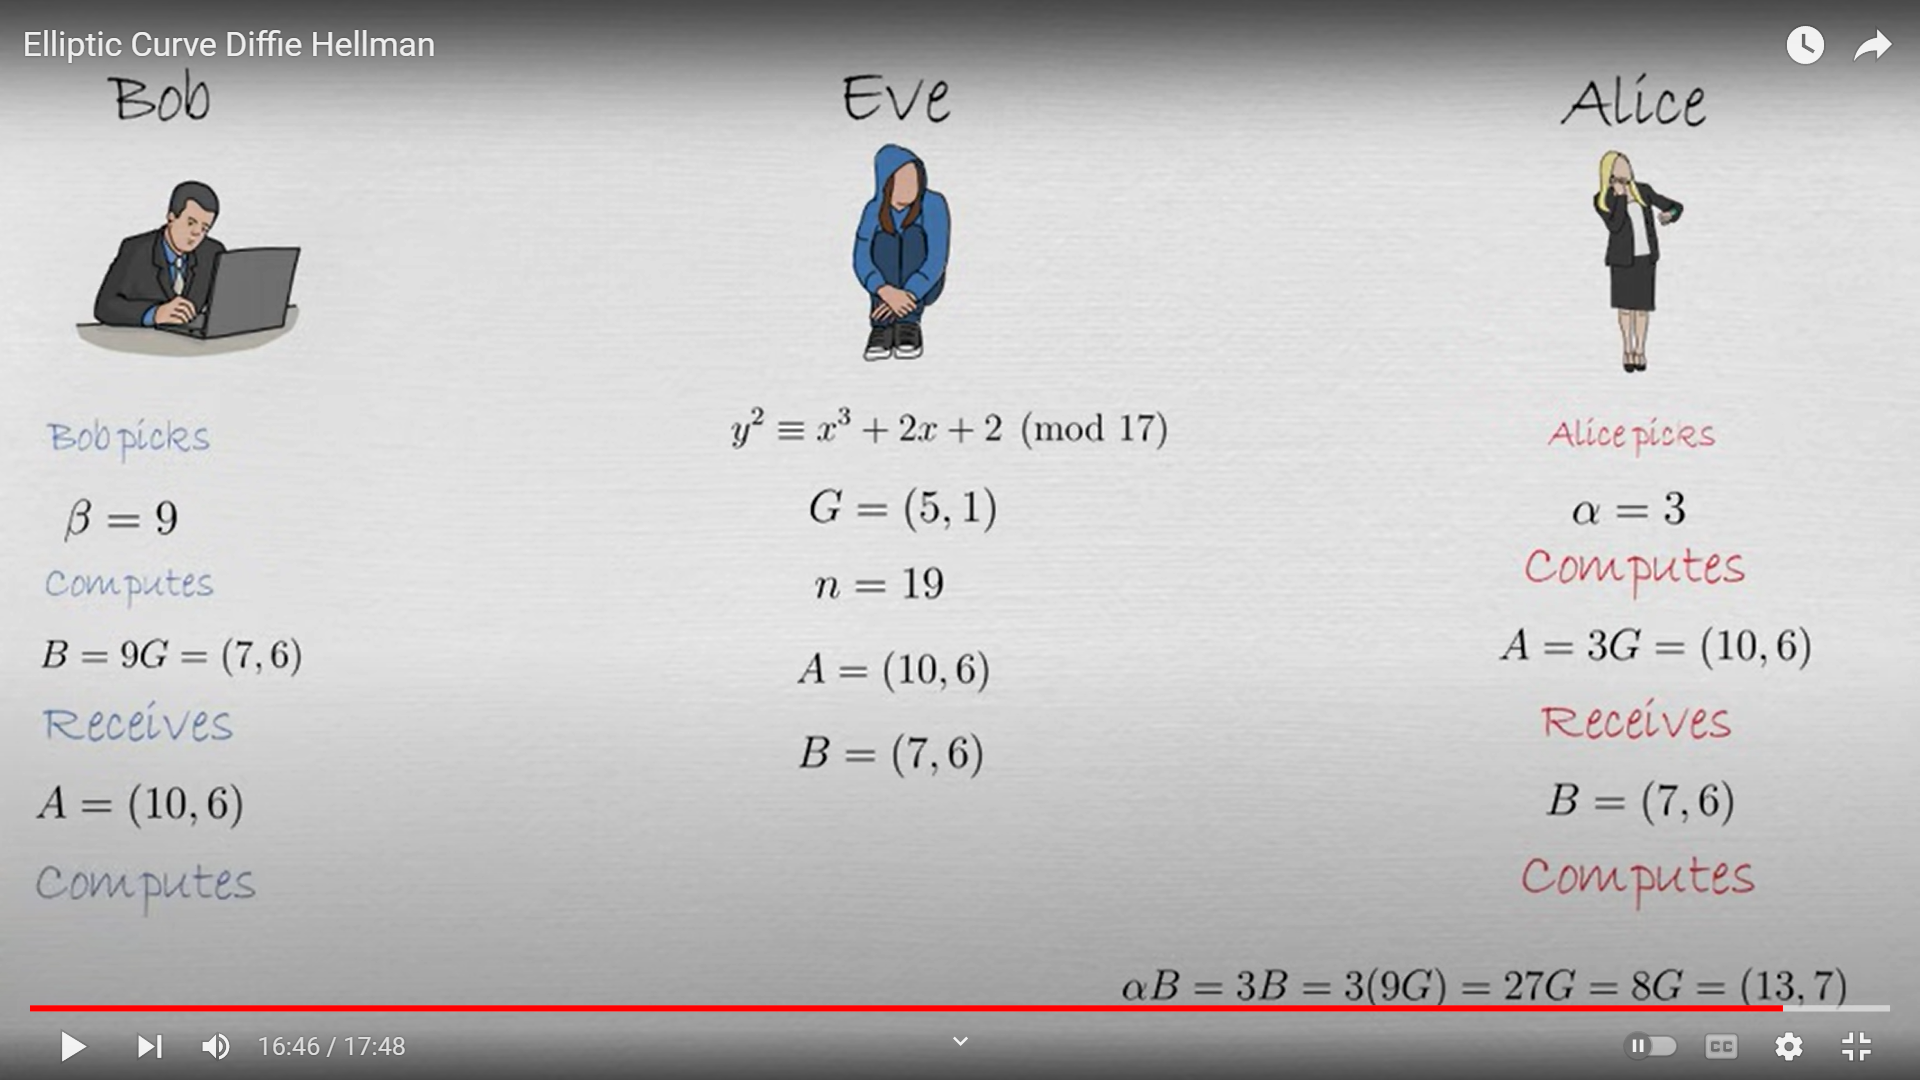 Elliptic Curve Diffie Hellman
Bob
Eve
Alice
Bob picks
β = 9
Computes
B = 9G = (7, 6)
Receives
A = (10, 6)
Computes
y² ≡ x³ + 2x + 2 (mod 17)
G = (5, 1)
n = 19
A = (10, 6)
B = (7, 6)
Alice picks
α = 3
Computes
A = 3G = (10, 6)
Receives
B = (7, 6)
Computes
αB = 3B = 3(9G) = 27G = 8G = (13, 7)
16:46 / 17:48
CC